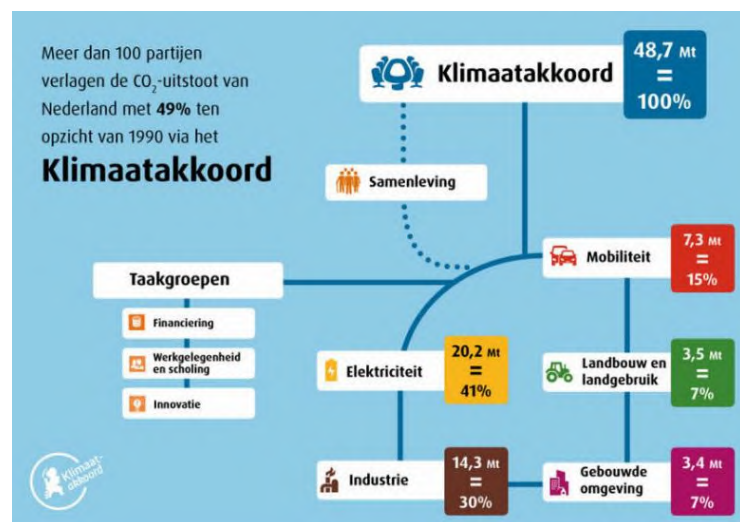 Meer dan 100 partijen
verlagen de CO₂-uitstoot van
Nederland met 49% ten
opzicht van 1990 via het
Klimaatakkoord
Klimaatakkoord
48,7 Mt
=
100%
Samenleving
Mobiliteit
7,3 Mt
=
15%
Taakgroepen
Financiering
Werkgelegenheid
en scholing
Innovatie
Elektriciteit
20,2 Mt
=
41%
Landbouw en
landgebruik
3,5 Mt
=
7%
Industrie
14,3 Mt
=
30%
Gebouwde
omgeving
3,4 Mt
=
7%
Klimaat-
akkoord